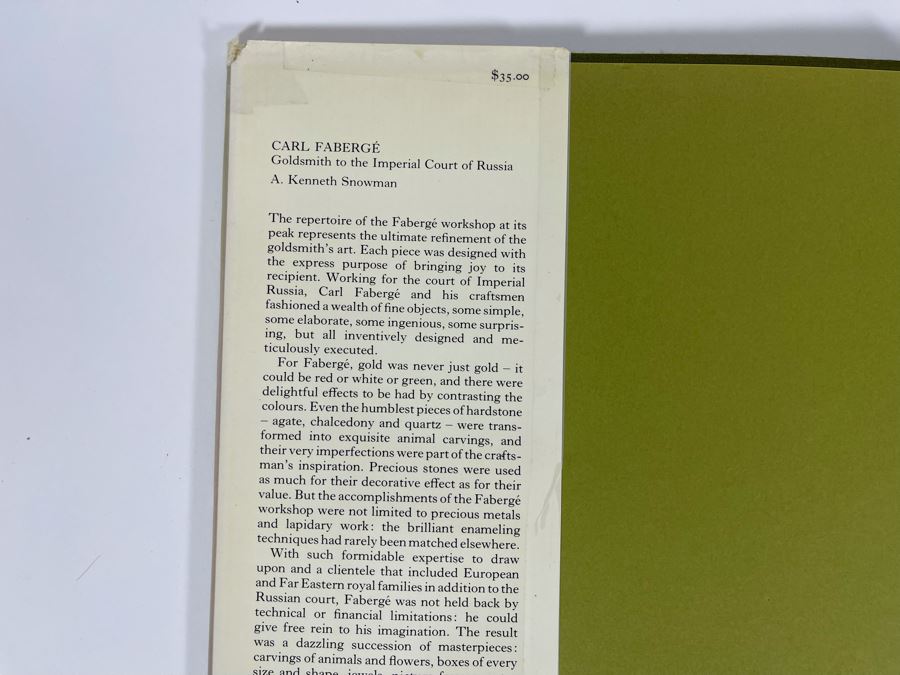 $35.00
CARL FABERGÉ
Goldsmith to the Imperial Court of Russia
A. Kenneth Snowman
The repertoire of the Fabergé workshop at its
peak represents the ultimate refinement of the
goldsmith's art. Each piece was designed with
the express purpose of bringing joy to its
recipient. Working for the court of Imperial
Russia, Carl Fabergé and his craftsmen
fashioned a wealth of fine objects, some simple,
some elaborate, some ingenious, some surpris-
ing, but all inventively designed and me-
ticulously executed.
For Fabergé, gold was never just gold – it
could be red or white or green, and there were
delightful effects to be had by contrasting the
colours. Even the humblest pieces of hardstone
– agate, chalcedony and quartz – were trans-
formed into exquisite animal carvings, and
their very imperfections were part of the crafts-
man's inspiration. Precious stones were used
as much for their decorative effect as for their
value. But the accomplishments of the Fabergé
workshop were not limited to precious metals
and lapidary work: the brilliant enameling
techniques had rarely been matched elsewhere.
With such formidable expertise to draw
upon and a clientele that included European
and Far Eastern royal families in addition to the
Russian court, Fabergé was not held back by
technical or financial limitations: he could
give free rein to his imagination. The result
was a dazzling succession of masterpieces:
carvings of animals and flowers, boxes of every
size and shape, jewels,